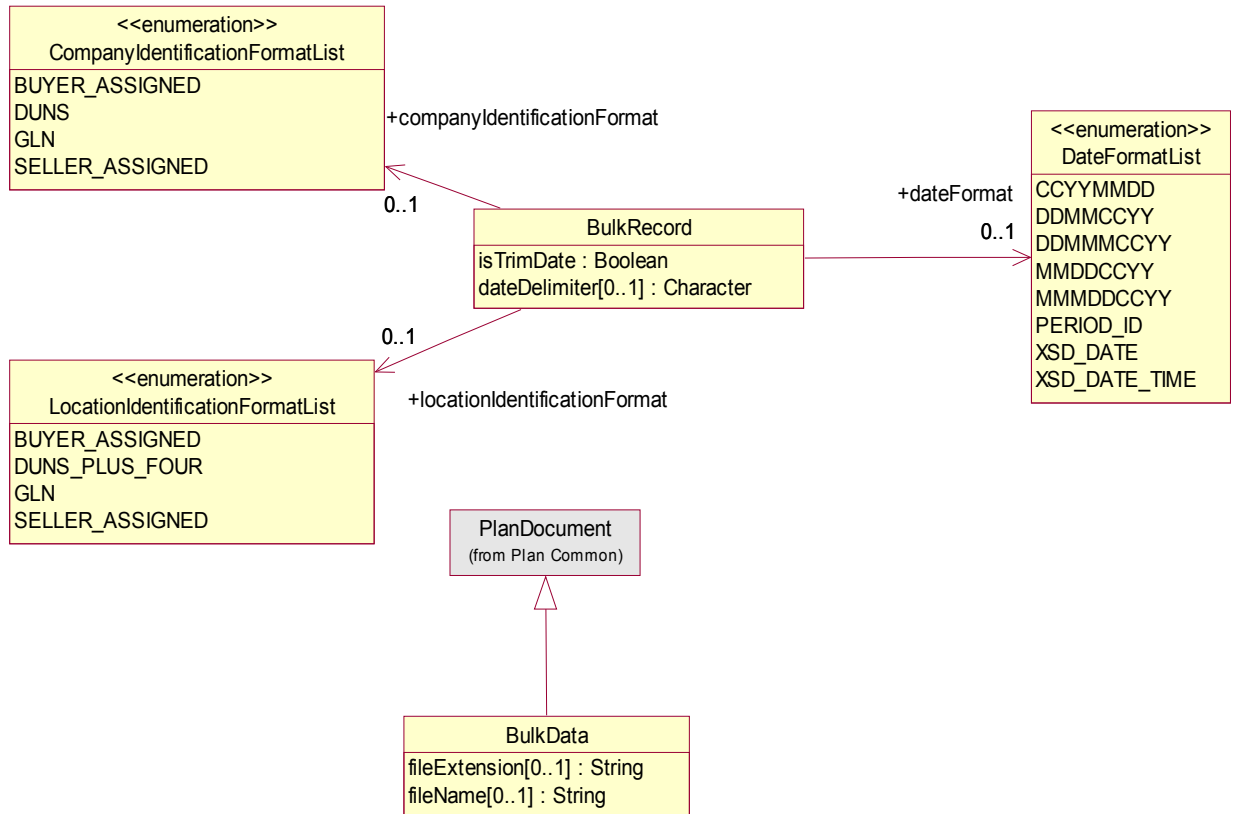 <<enumeration>>
CompanyIdentificationFormatList
BUYER_ASSIGNED
DUNS
GLN
SELLER_ASSIGNED
+companyIdentificationFormat
0..1
<<enumeration>>
DateFormatList
CCYYMMDD
DDMMCCYY
DDMMMCCYY
MMDDCCYY
MMMDDCCYY
PERIOD_ID
XSD_DATE
XSD_DATE_TIME
+dateFormat
0..1
BulkRecord
isTrimDate : Boolean
dateDelimiter[0..1] : Character
0..1
+locationIdentificationFormat
<<enumeration>>
LocationIdentificationFormatList
BUYER_ASSIGNED
DUNS_PLUS_FOUR
GLN
SELLER_ASSIGNED
PlanDocument
(from Plan Common)
BulkData
fileExtension[0..1] : String
fileName[0..1] : String